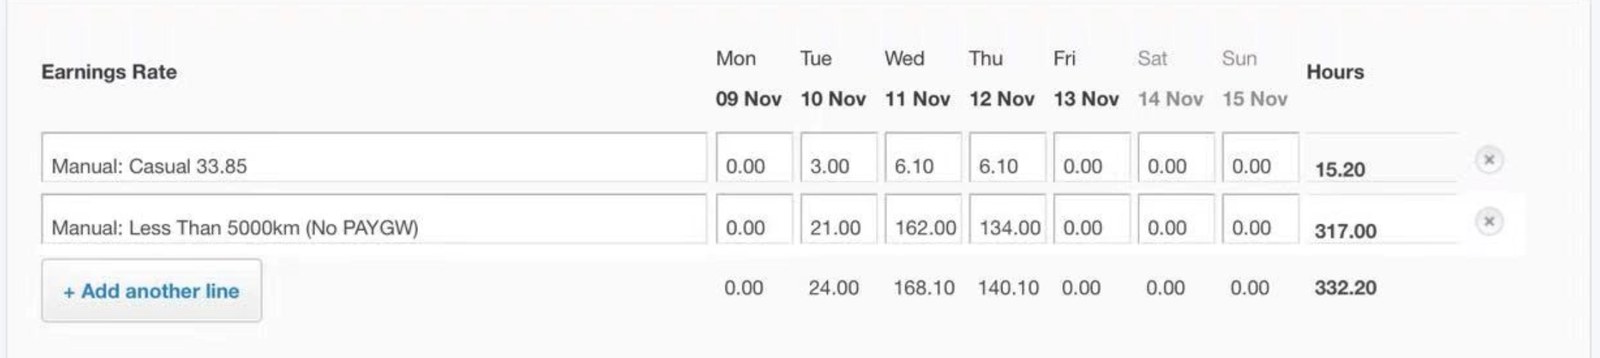 Earnings Rate Mon Tue Wed Thu Fri Sat Sun Hours
09 Nov 10 Nov 11 Nov 12 Nov 13 Nov 14 Nov 15 Nov
Manual: Casual 33.85 0.00 3.00 6.10 6.10 0.00 0.00 0.00 15.20
Manual: Less Than 5000km (No PAYGW) 0.00 21.00 162.00 134.00 0.00 0.00 0.00 317.00
+ Add another line 0.00 24.00 168.10 140.10 0.00 0.00 0.00 332.20